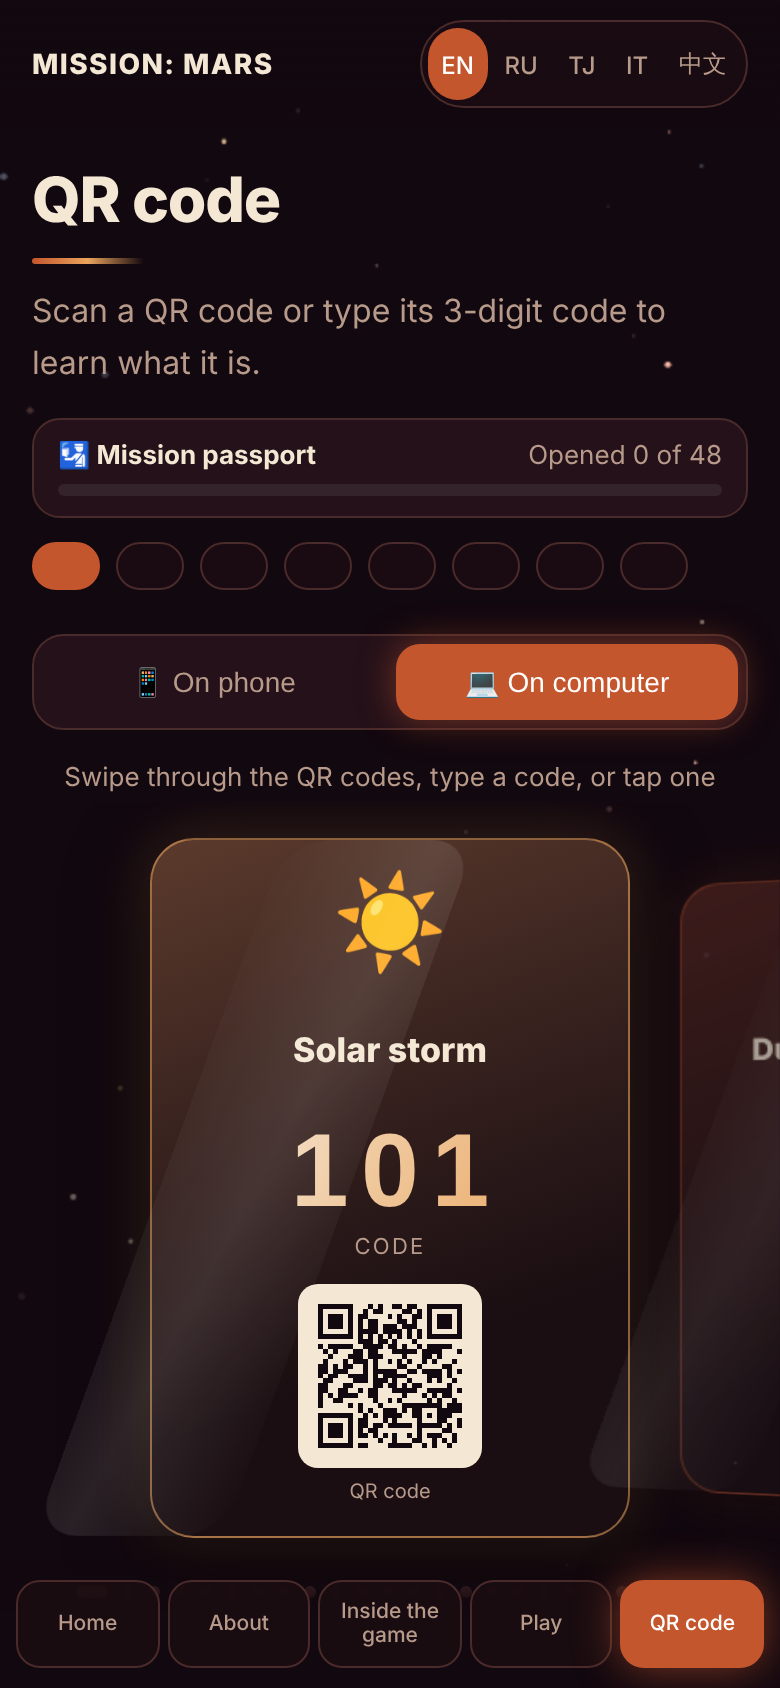 MISSION: MARS
EN RU TJ IT 中文
QR code
Scan a QR code or type its 3-digit code to
learn what it is.
Mission passport Opened 0 of 48
On phone On computer
Swipe through the QR codes, type a code, or tap one
Solar storm
101
CODE
QR code
Home About Inside the game Play QR code